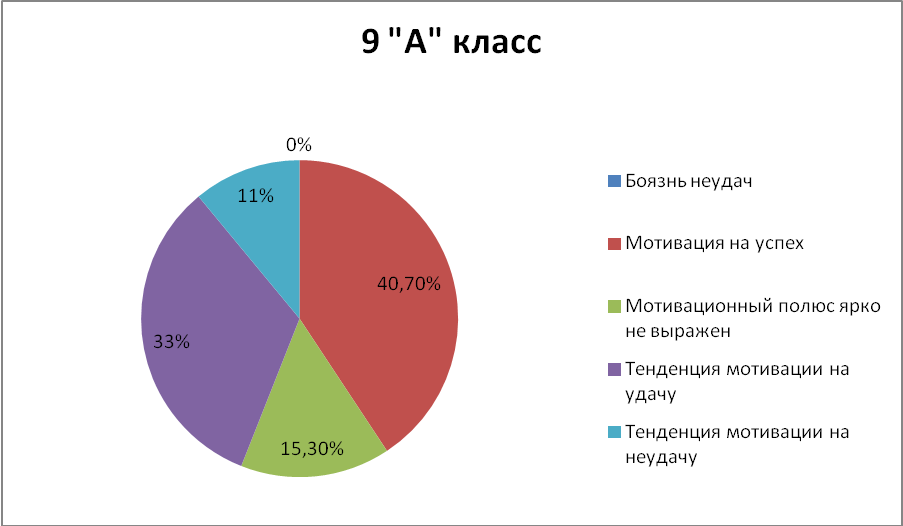 9 "А" класс
0%
11%
40,70%
33%
15,30%
Боязнь неудач
Мотивация на успех
Мотивационный полюс ярко
не выражен
Тенденция мотивации на
удачу
Тенденция мотивации на
неудачу